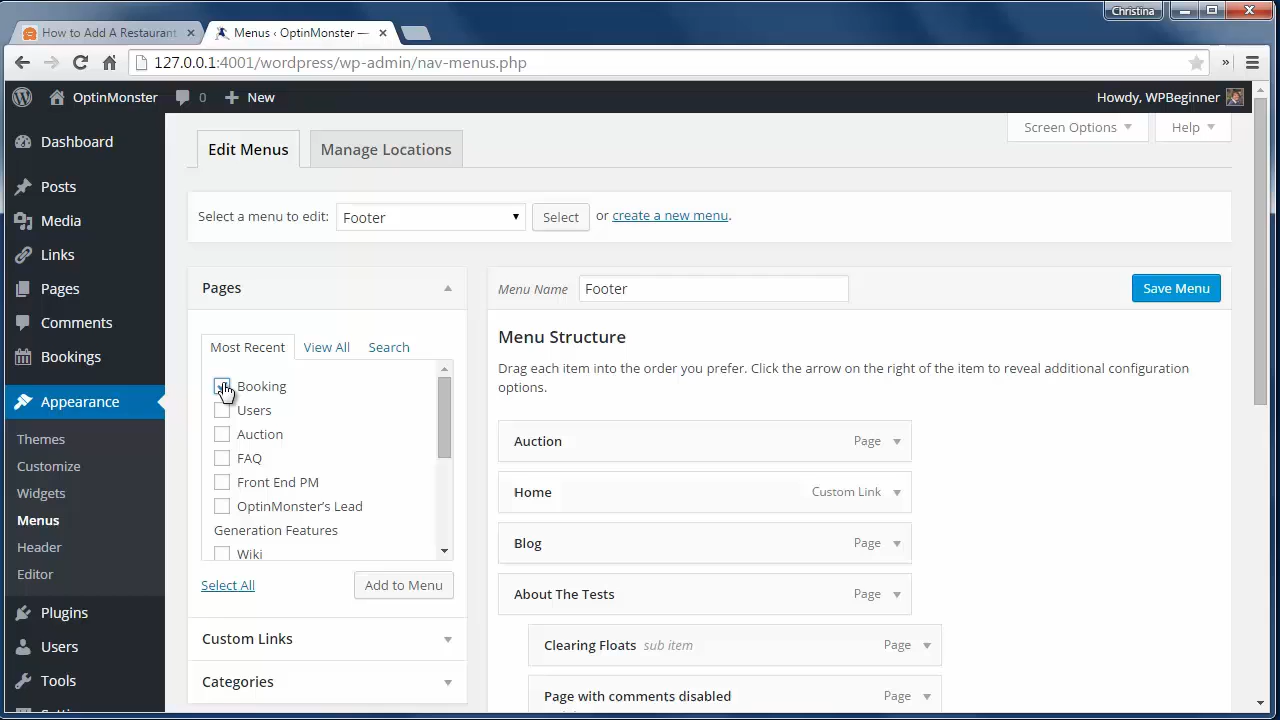 Christina
How to Add A Restaurant
Menus ‹ OptinMonster —
127.0.0.1:4001/wordpress/wp-admin/nav-menus.php
OptinMonster 0 New
Howdy, WPBeginner
Dashboard
Posts
Media
Links
Pages
Comments
Bookings
Appearance
Themes
Customize
Widgets
Menus
Header
Editor
Plugins
Users
Tools
Screen Options
Help
Edit Menus
Manage Locations
Select a menu to edit: Footer Select or create a new menu.
Pages
Most Recent View All Search
Booking
Users
Auction
FAQ
Front End PM
OptinMonster’s Lead
Generation Features
Wiki
Select All Add to Menu
Custom Links
Categories
Menu Name Footer Save Menu
Menu Structure
Drag each item into the order you prefer. Click the arrow on the right of the item to reveal additional configuration
options.
Auction Page
Home Custom Link
Blog Page
About The Tests Page
Clearing Floats sub item Page
Page with comments disabled Page